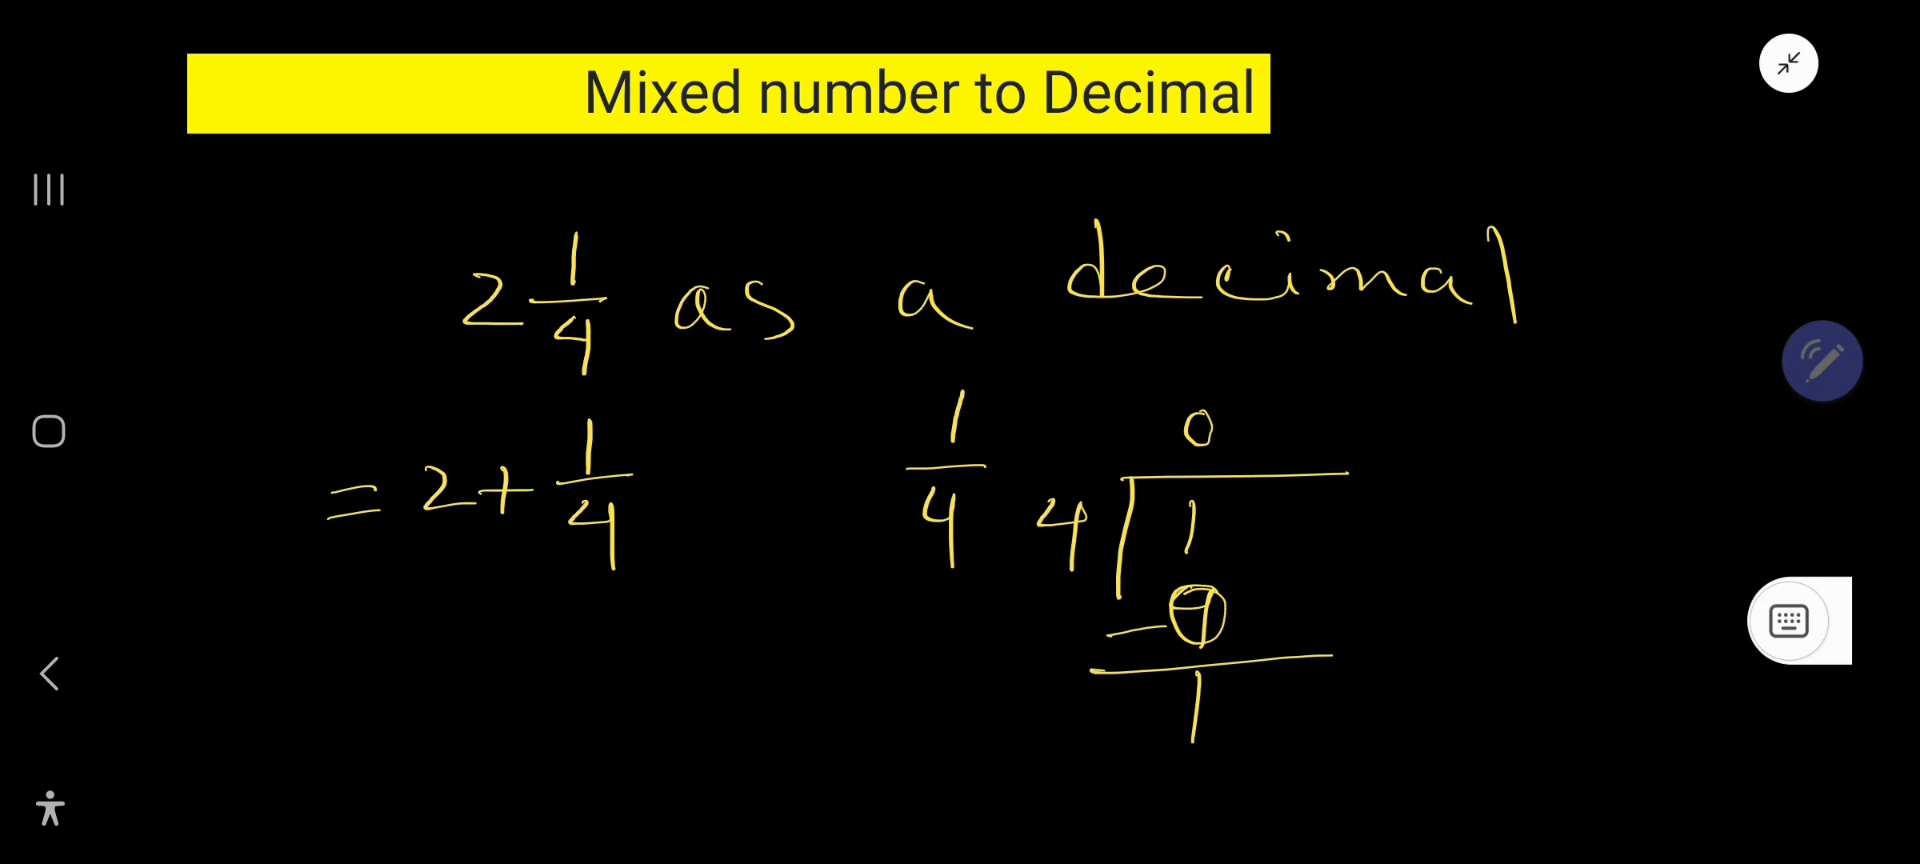 Mixed number to Decimal
2 1/4 as a decimal
= 2 + 1/4
1/4
0
4 1
- 0
1